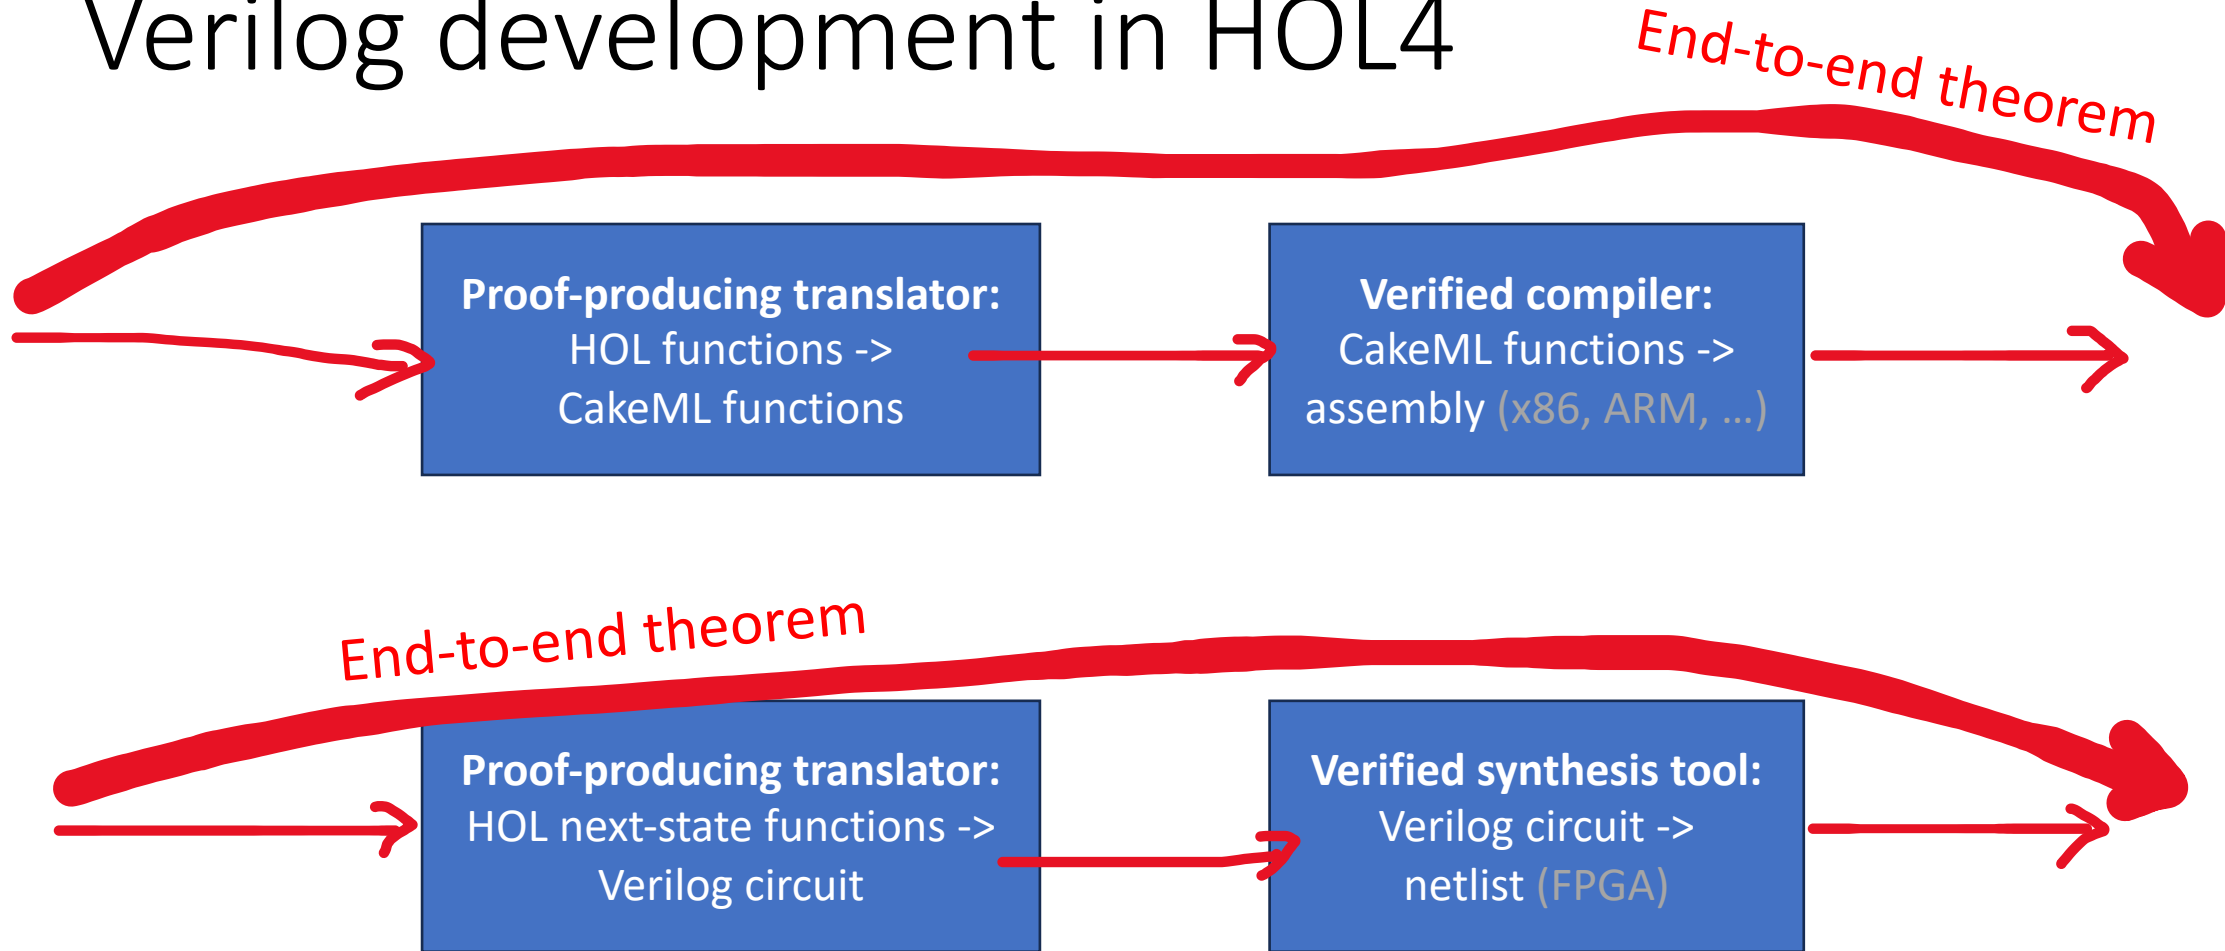 Verilog development in HOL4
End-to-end theorem
Proof-producing translator:
HOL functions ->
CakeML functions
Verified compiler:
CakeML functions ->
assembly (x86, ARM, …)
End-to-end theorem
Proof-producing translator:
HOL next-state functions ->
Verilog circuit
Verified synthesis tool:
Verilog circuit ->
netlist (FPGA)